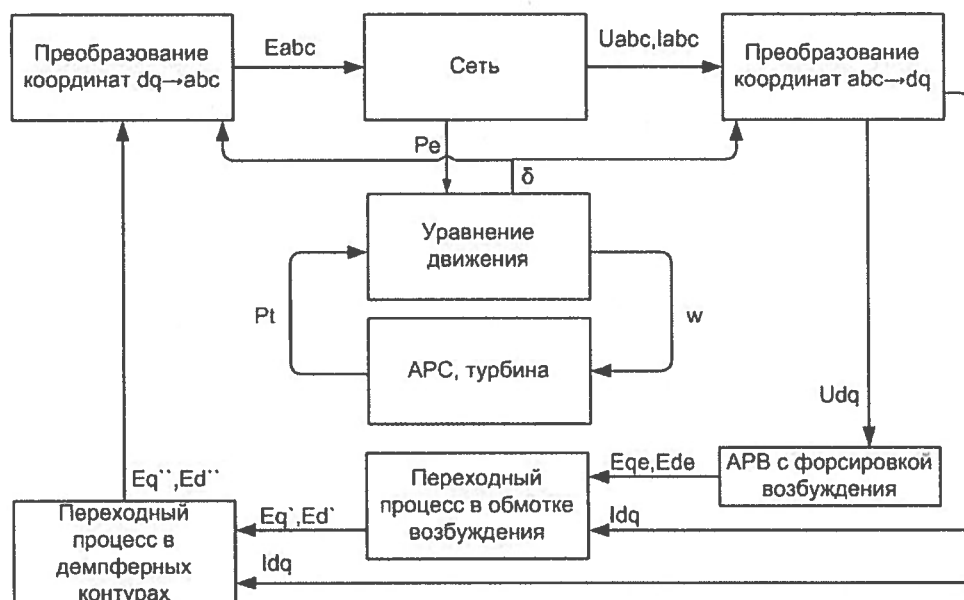 Преобразование
координат dq→abc
Eabc
Сеть
Uabc,Iabc
Преобразование
координат abc→dq
Pe
δ
Уравнение
движения
Pt
w
АРС, турбина
Udq
Eq¨,Ed¨
Переходный
процесс в
демпферных
контурах
Eq`,Ed`
Idq
Переходный
процесс в обмотке
возбуждения
Eqe,Ede
Idq
АРВ с форсировкой
возбуждения